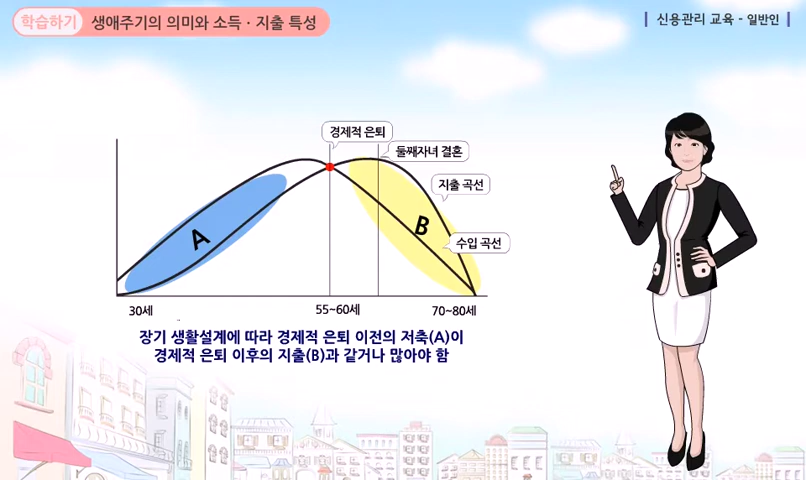 학습하기 생애주기의 의미와 소득 · 지출 특성
신용관리 교육 - 일반인
경제적 은퇴
둘째자녀 결혼
지출 곡선
A
B
수입 곡선
30세
55~60세
70~80세
장기 생활설계에 따라 경제적 은퇴 이전의 저축(A)이
경제적 은퇴 이후의 지출(B)과 같거나 많아야 함